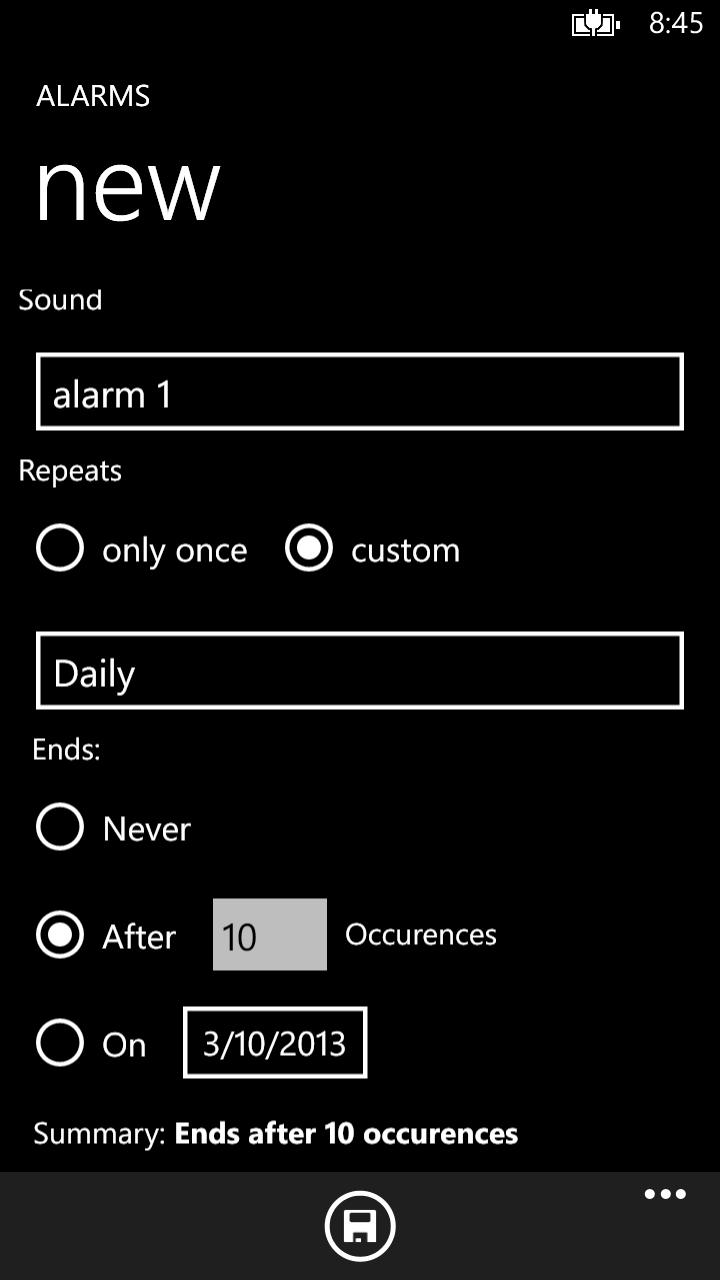 8:45
ALARMS
new
Sound
alarm 1
Repeats
only once custom
Daily
Ends:
Never
After 10 Occurences
On 3/10/2013
Summary: Ends after 10 occurences